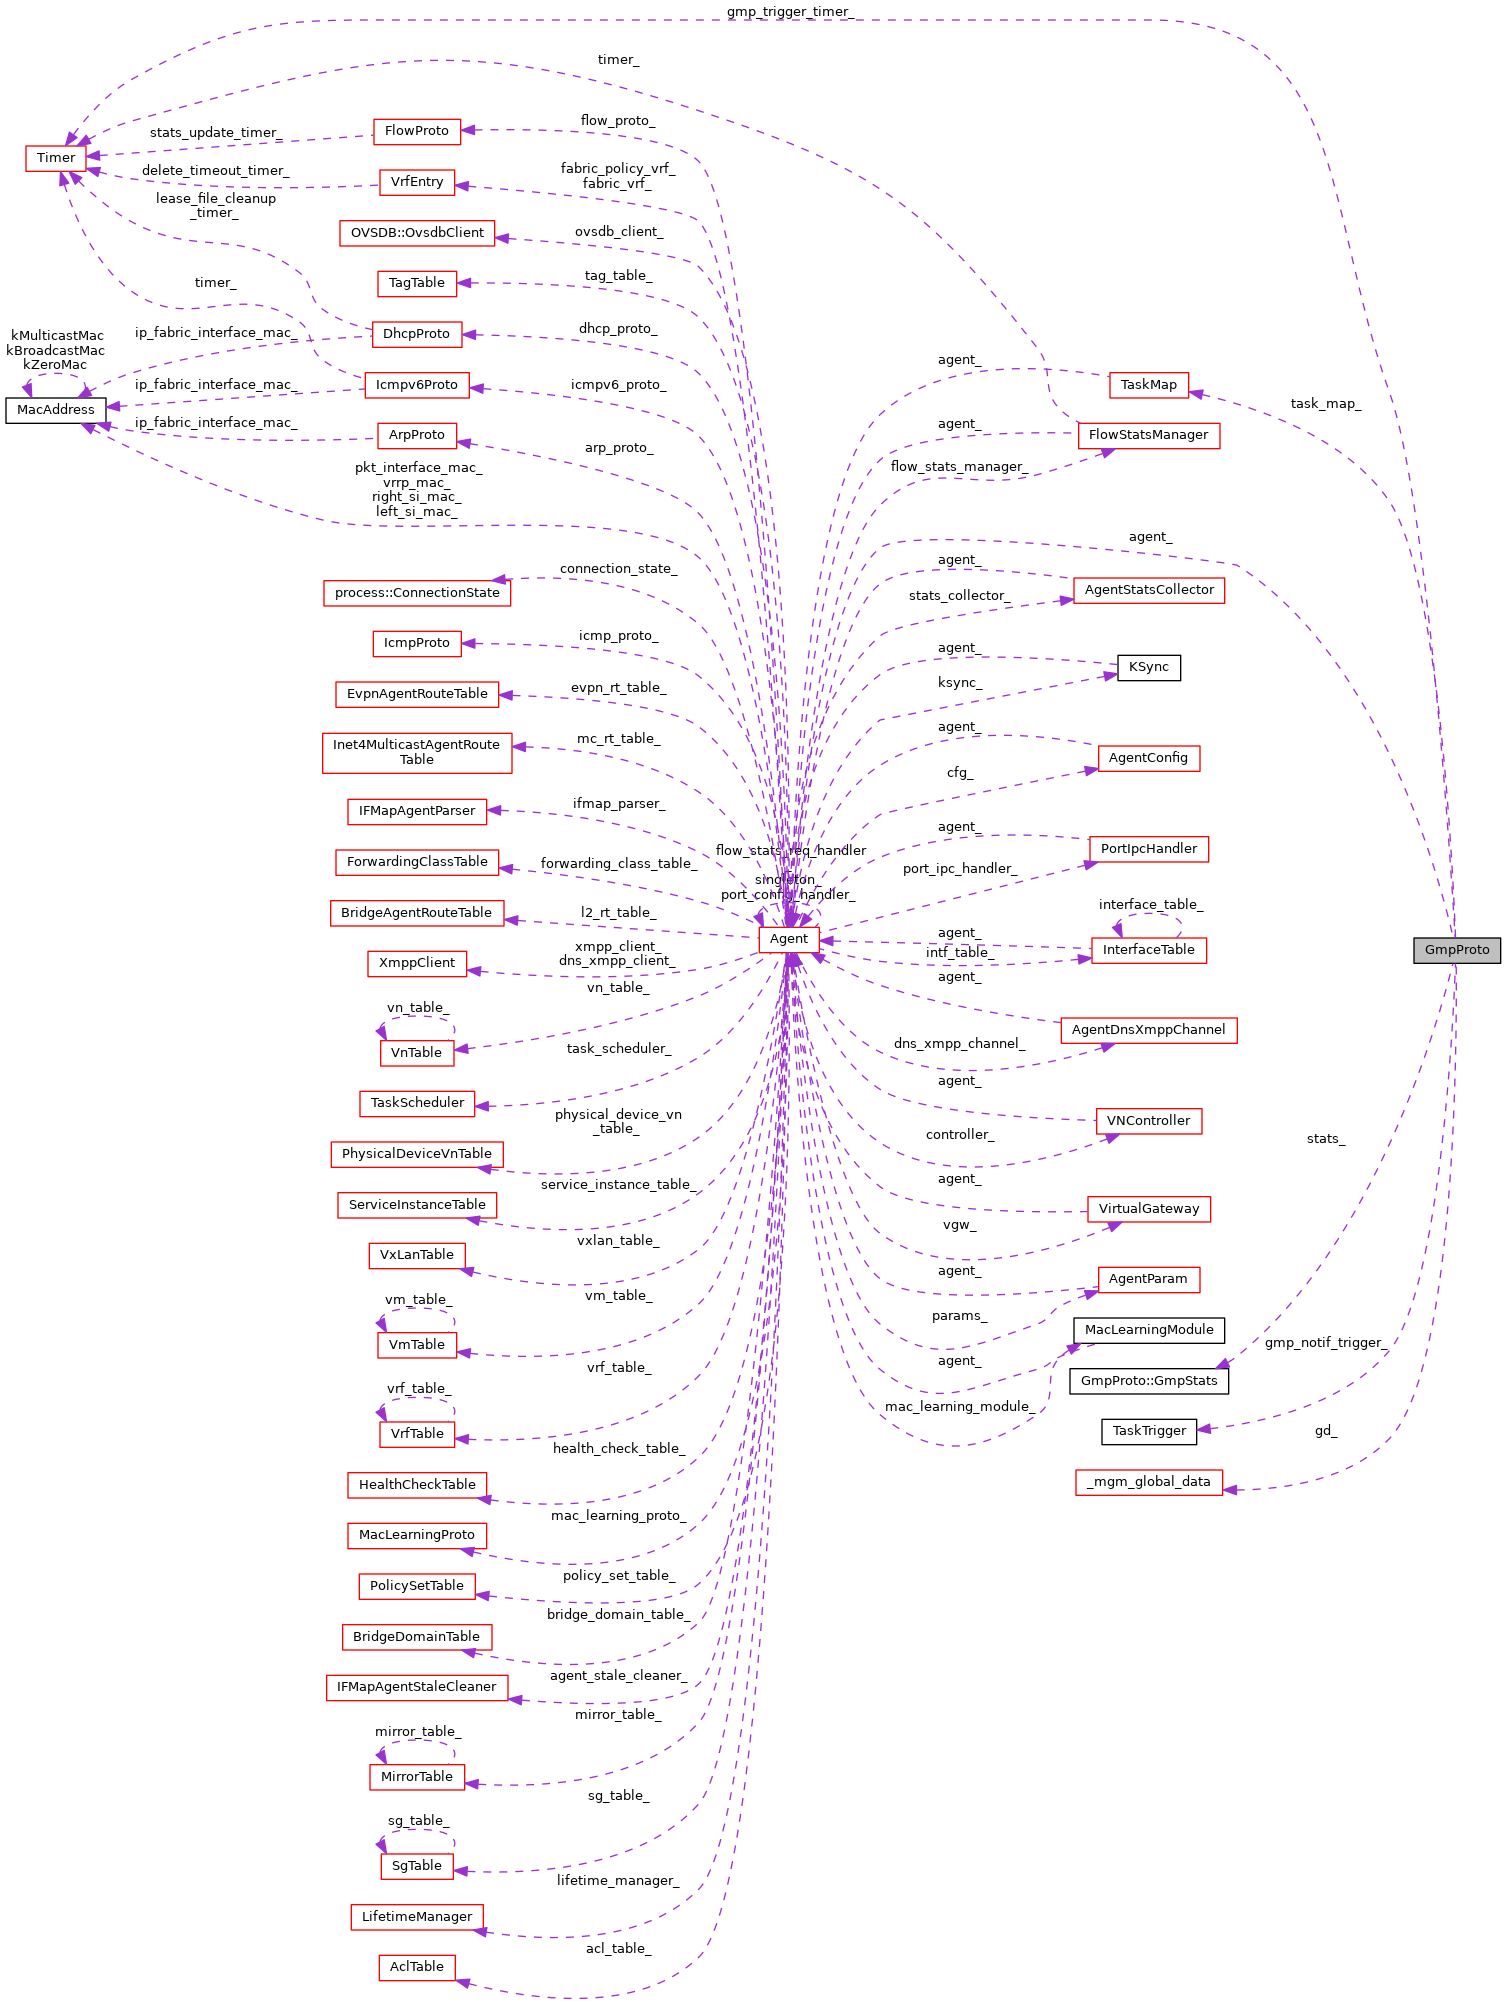 gmp_trigger_timer_
timer_
flow_proto_
FlowProto
stats_update_timer_
Timer
fabric_policy_vrf_
fabric_vrf_
delete_timeout_timer_
VrfEntry
lease_file_cleanup
_timer_
OVSDB::OvsdbClient
ovsdb_client_
tag_table_
TagTable
timer_
dhcp_proto_
DhcpProto
ip_fabric_interface_mac_
kMulticastMac
kBroadcastMac
kZeroMac
Icmpv6Proto
icmpv6_proto_
ip_fabric_interface_mac_
MacAddress
ip_fabric_interface_mac_
ArpProto
arp_proto_
pkt_interface_mac_
vrrp_mac_
right_si_mac_
left_si_mac_
agent_
TaskMap
task_map_
agent_
FlowStatsManager
flow_stats_manager_
agent_
agent_
connection_state_
process::ConnectionState
AgentStatsCollector
stats_collector_
icmp_proto_
IcmpProto
agent_
KSync
ksync_
evpn_rt_table_
EvpnAgentRouteTable
mc_rt_table_
Inet4MulticastAgentRoute
Table
agent_
AgentConfig
cfg_
ifmap_parser_
IFMapAgentParser
agent_
PortIpcHandler
port_ipc_handler_
flow_stats_req_handler
_
singleton_
port_config_handler_
forwarding_class_table_
ForwardingClassTable
l2_rt_table_
BridgeAgentRouteTable
interface_table_
Agent
agent_
InterfaceTable
intf_table_
GmpProto
xmpp_client_
dns_xmpp_client_
XmppClient
agent_
vn_table_
vn_table_
VnTable
AgentDnsXmppChannel
dns_xmpp_channel_
task_scheduler_
TaskScheduler
agent_
VNController
controller_
physical_device_vn
_table_
PhysicalDeviceVnTable
stats_
service_instance_table_
ServiceInstanceTable
agent_
VirtualGateway
vgw_
vxlan_table_
VxLanTable
agent_
AgentParam
params_
vm_table_
vm_table_
VmTable
MacLearningModule
agent_
mac_learning_module_
gmp_notif_trigger_
GmpProto::GmpStats
vrf_table_
vrf_table_
VrfTable
TaskTrigger
gd_
_mgm_global_data
health_check_table_
HealthCheckTable
mac_learning_proto_
MacLearningProto
policy_set_table_
PolicySetTable
bridge_domain_table_
BridgeDomainTable
agent_stale_cleaner_
IFMapAgentStaleCleaner
mirror_table_
mirror_table_
MirrorTable
sg_table_
sg_table_
SgTable
lifetime_manager_
LifetimeManager
acl_table_
AclTable